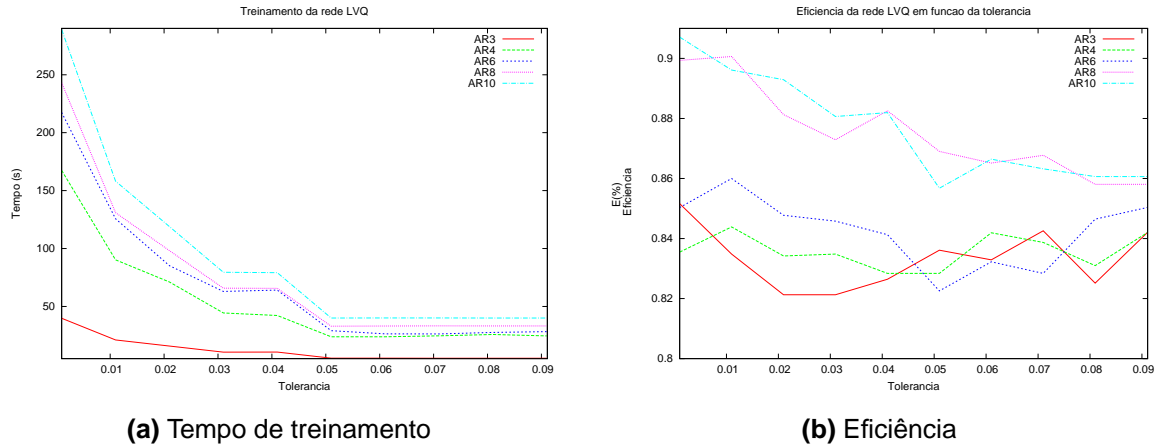 Treinamento da rede LVQ
AR3
AR4
AR6
AR8
AR10
250
200
150
100
50
Tempo (s)
0.01 0.02 0.03 0.04 0.05 0.06 0.07 0.08 0.09
Tolerancia
(a) Tempo de treinamento
Eficiencia da rede LVQ em funcao da tolerancia
AR3
AR4
AR6
AR8
AR10
0.9
0.88
0.86
0.84
0.82
0.8
E(%)
Eficiencia
0.01 0.02 0.03 0.04 0.05 0.06 0.07 0.08 0.09
Tolerancia
(b) Eficiência